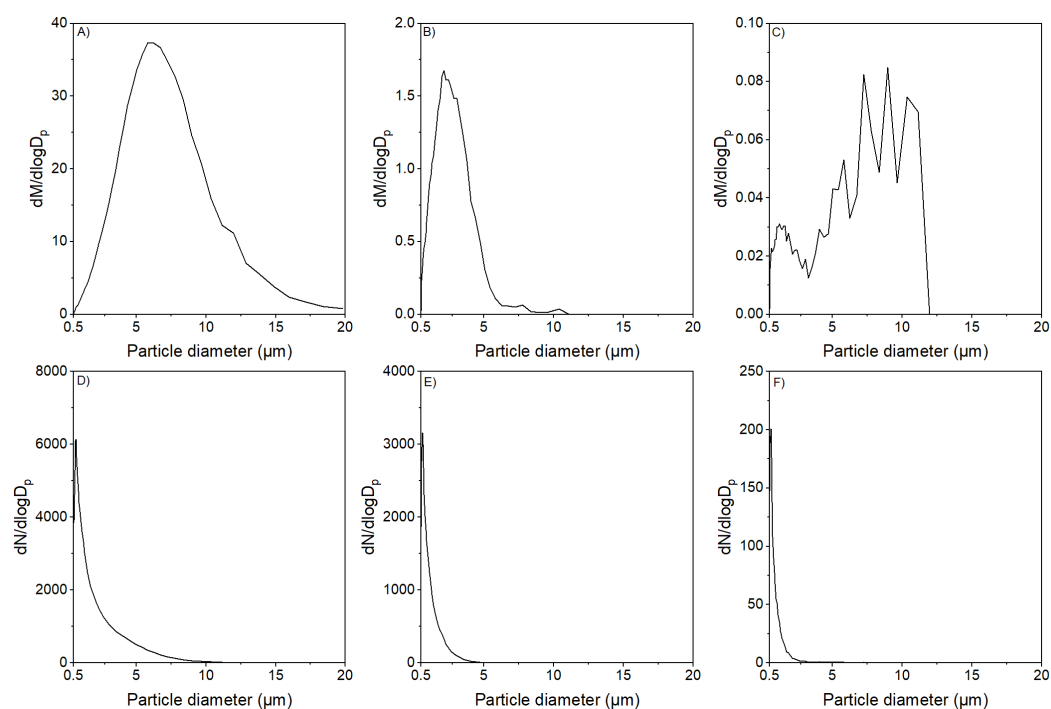 A)
40
30
20
10
0
dM/dlogDp
0.5 5 10 15 20
Particle diameter (µm)
B)
2.0
1.5
1.0
0.5
0.0
dM/dlogDp
0.5 5 10 15 20
Particle diameter (µm)
C)
0.10
0.08
0.06
0.04
0.02
0.00
dM/dlogDp
0.5 5 10 15 20
Particle diameter (µm)
D)
8000
6000
4000
2000
0
dN/dlogDp
0.5 5 10 15 20
Particle diameter (µm)
E)
4000
3000
2000
1000
0
dN/dlogDp
0.5 5 10 15 20
Particle diameter (µm)
F)
250
200
150
100
50
0
dN/dlogDp
0.5 5 10 15 20
Particle diameter (µm)